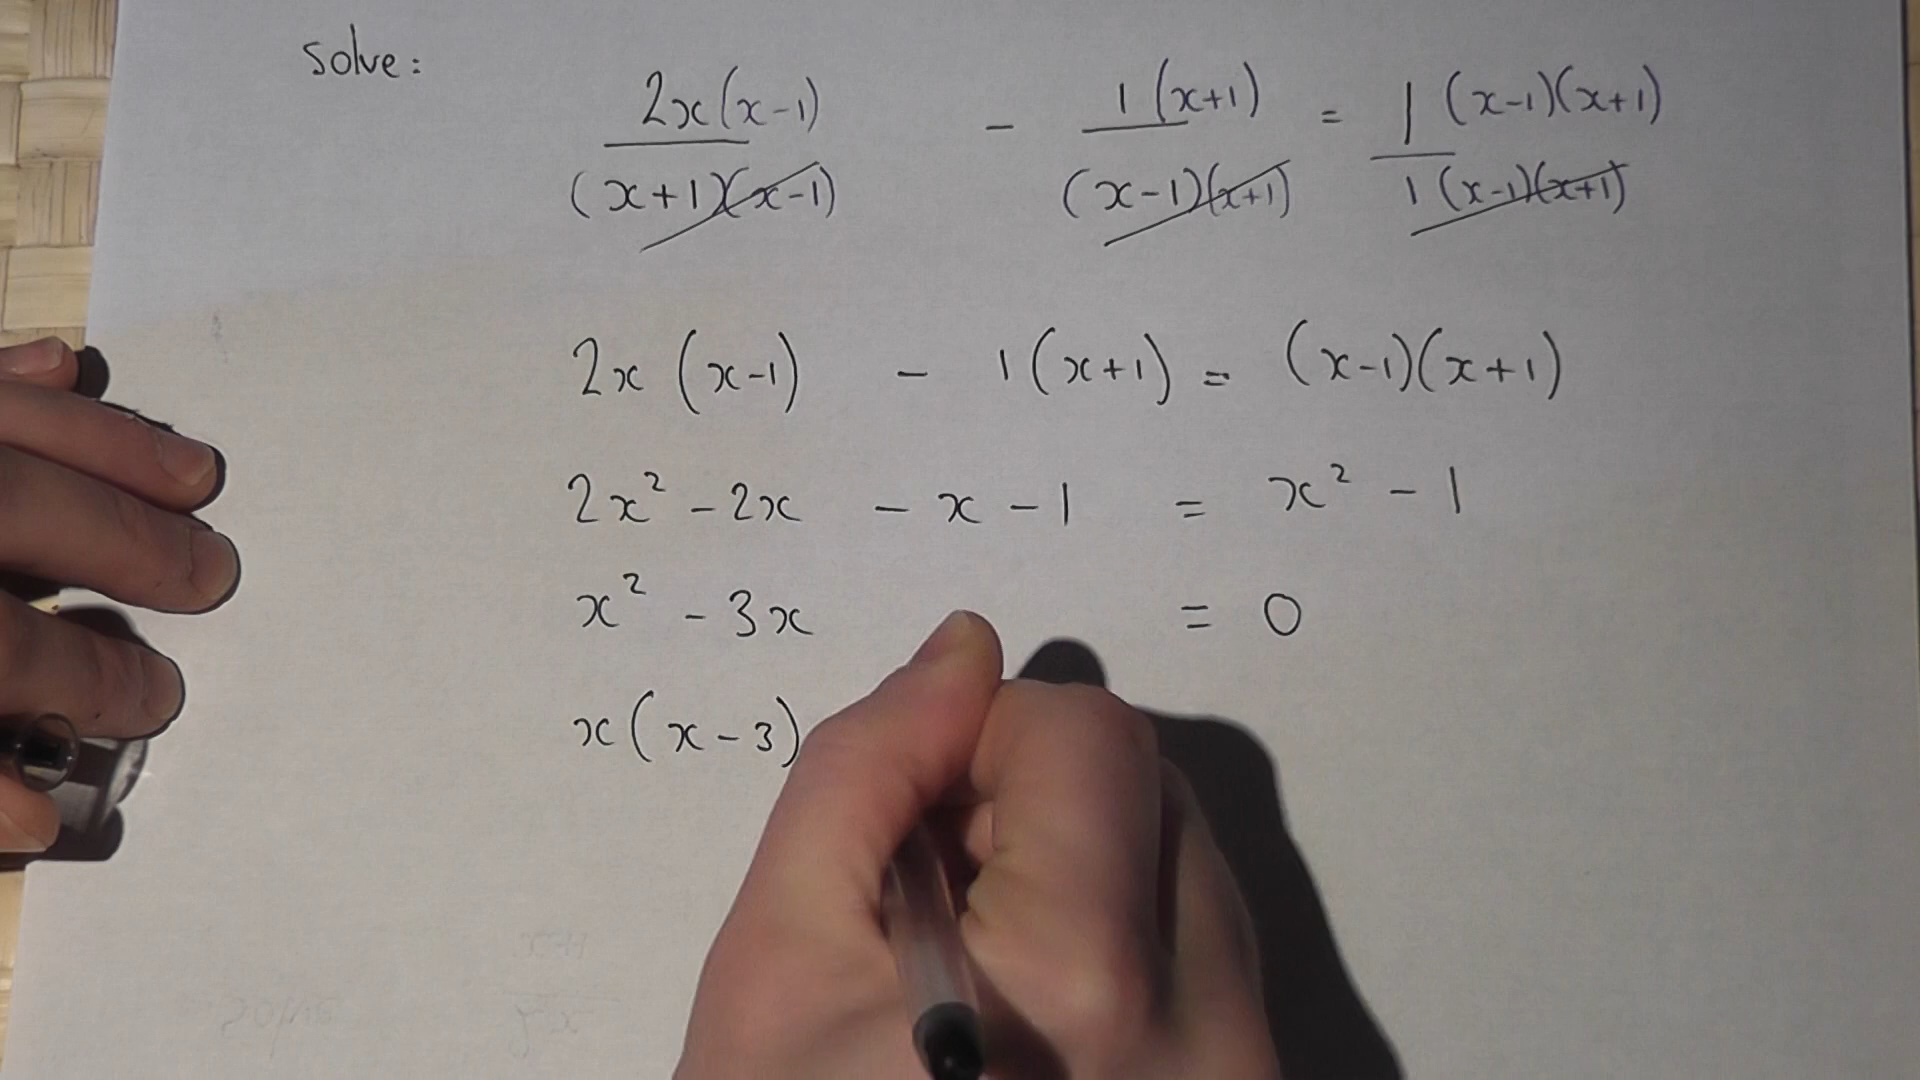 Solve:
2x(x-1) - 1(x+1) = 1(x-1)(x+1)
(x+1)(x-1) (x-1)(x+1) 1(x-1)(x+1)
2x(x-1) - 1(x+1) = (x-1)(x+1)
2x² - 2x - x - 1 = x² - 1
x² - 3x = 0
x(x-3)